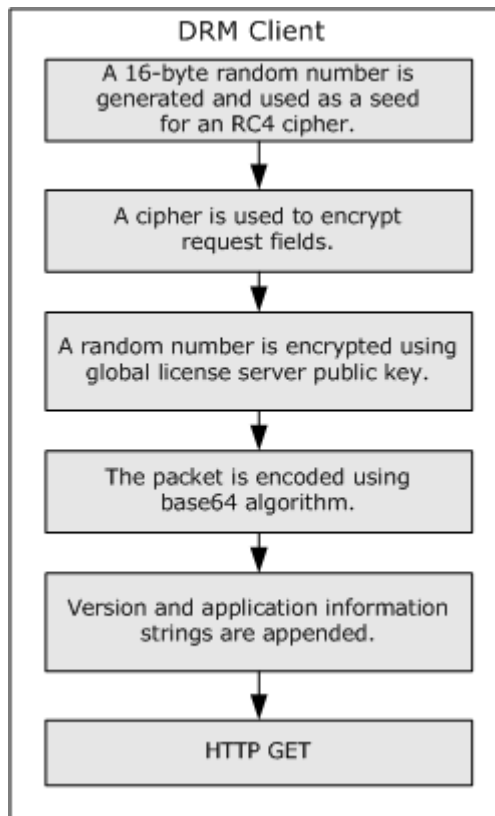 DRM Client
A 16-byte random number is
generated and used as a seed
for an RC4 cipher.
A cipher is used to encrypt
request fields.
A random number is encrypted using
global license server public key.
The packet is encoded using
base64 algorithm.
Version and application information
strings are appended.
HTTP GET